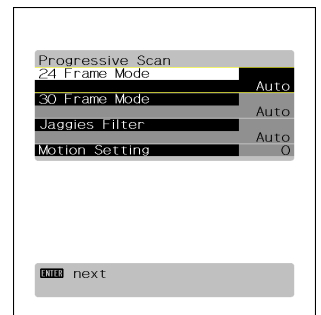 Progressive Scan
24 Frame Mode
Auto
30 Frame Mode
Auto
Jaggies Filter
Auto
Motion Setting 0
ENTER next